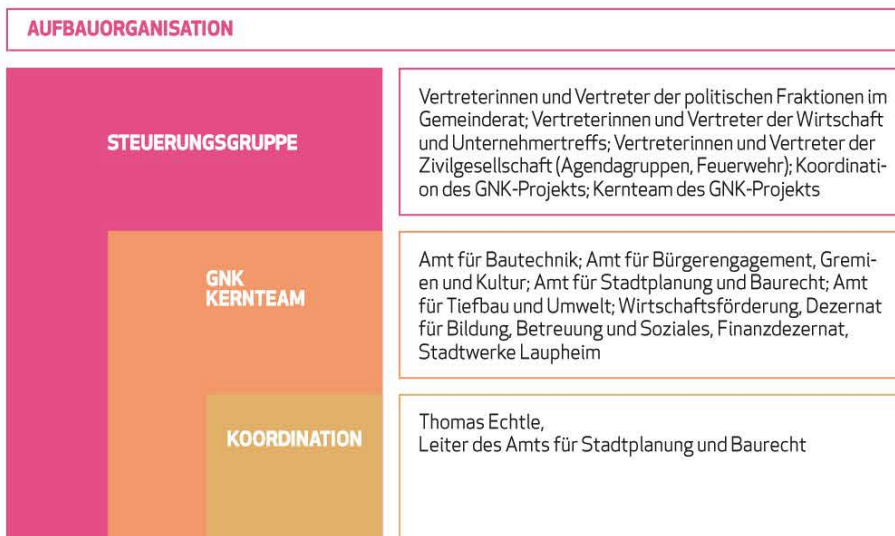 AUFBAUORGANISATION
STEUERUNGSGRUPPE
Vertreterinnen und Vertreter der politischen Fraktionen im
Gemeinderat; Vertreterinnen und Vertreter der Wirtschaft
und Unternehmertreffs; Vertreterinnen und Vertreter der
Zivilgesellschaft (Agendagruppen, Feuerwehr); Koordinati-
on des GNK-Projekts; Kernteam des GNK-Projekts
GNK
KERNTEAM
Amt für Bautechnik; Amt für Bürgerengagement, Gremi-
en und Kultur; Amt für Stadtplanung und Baurecht; Amt
für Tiefbau und Umwelt; Wirtschaftsförderung, Dezernat
für Bildung, Betreuung und Soziales, Finanzdezernat,
Stadtwerke Laupheim
KOORDINATION
Thomas Echtle,
Leiter des Amts für Stadtplanung und Baurecht